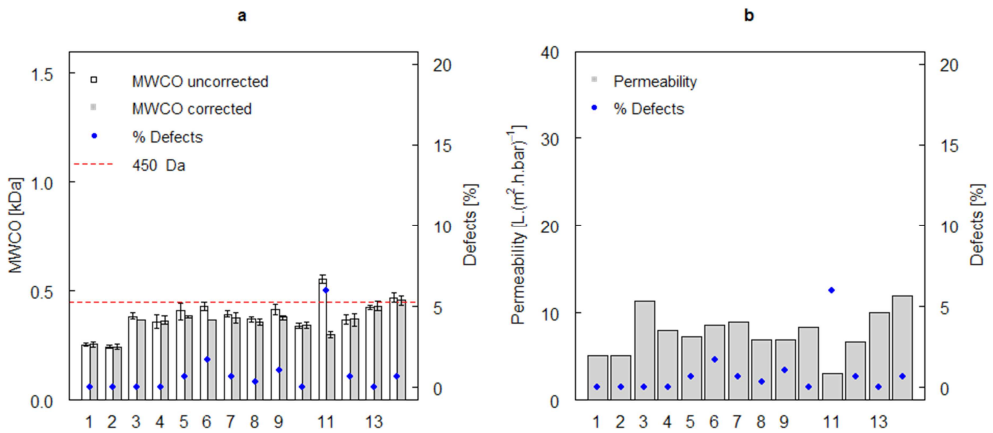 a
1.5
1.0
0.5
0.0
MWCO [kDa]
MWCO uncorrected
MWCO corrected
% Defects
450 Da
20
15
10
5
0
Defects [%]
1 2 3 4 5 6 7 8 9 11 13
b
40
30
20
10
0
Permeability [L.(m².h.bar)⁻¹]
Permeability
% Defects
20
15
10
5
0
Defects [%]
1 2 3 4 5 6 7 8 9 11 13